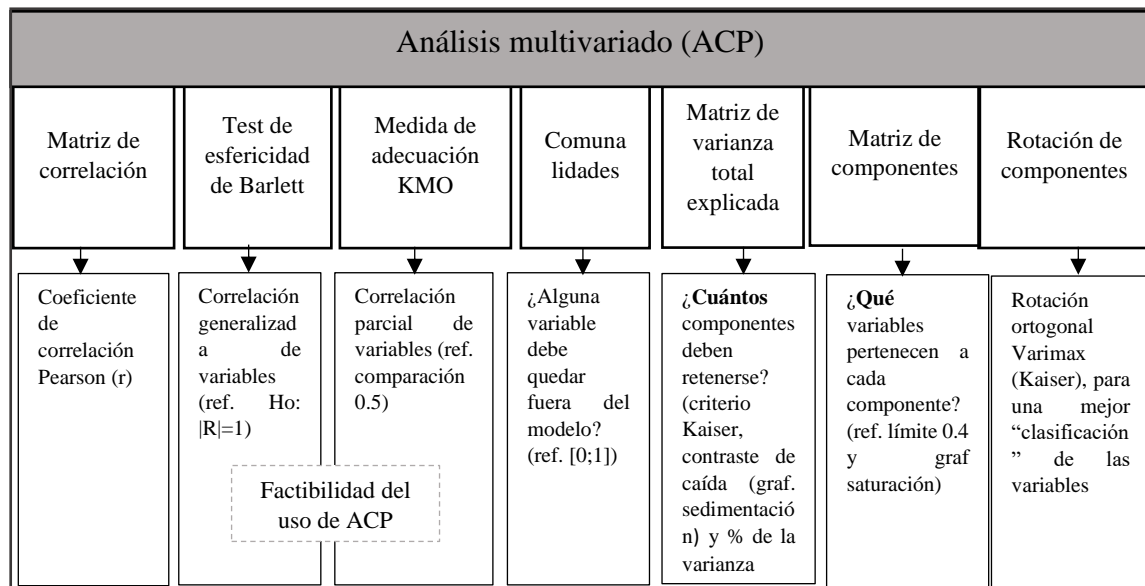 Análisis multivariado (ACP)
Matriz de
correlación
Test de
esfericidad
de Barlett
Medida de
adecuación
KMO
Comuna
lidades
Matriz de
varianza
total
explicada
Matriz de
componentes
Rotación de
componentes
Coeficiente
de
correlación
Pearson (r)
Correlación
generalizad
a de
variables
(ref. Ho:
|R|=1)
Correlación
parcial de
variables (ref.
comparación
0.5)
Factibilidad del
uso de ACP
¿Alguna
variable
debe
quedar
fuera del
modelo?
(ref. [0;1])
¿Cuántos
componentes
deben
retenerse?
(criterio
Kaiser,
contraste de
caída (graf.
sedimentació
n) y % de la
varianza
¿Qué
variables
pertenecen a
cada
componente?
(ref. límite 0.4
y graf
saturación)
Rotación
ortogonal
Varimax
(Kaiser), para
una mejor
“clasificación
” de las
variables